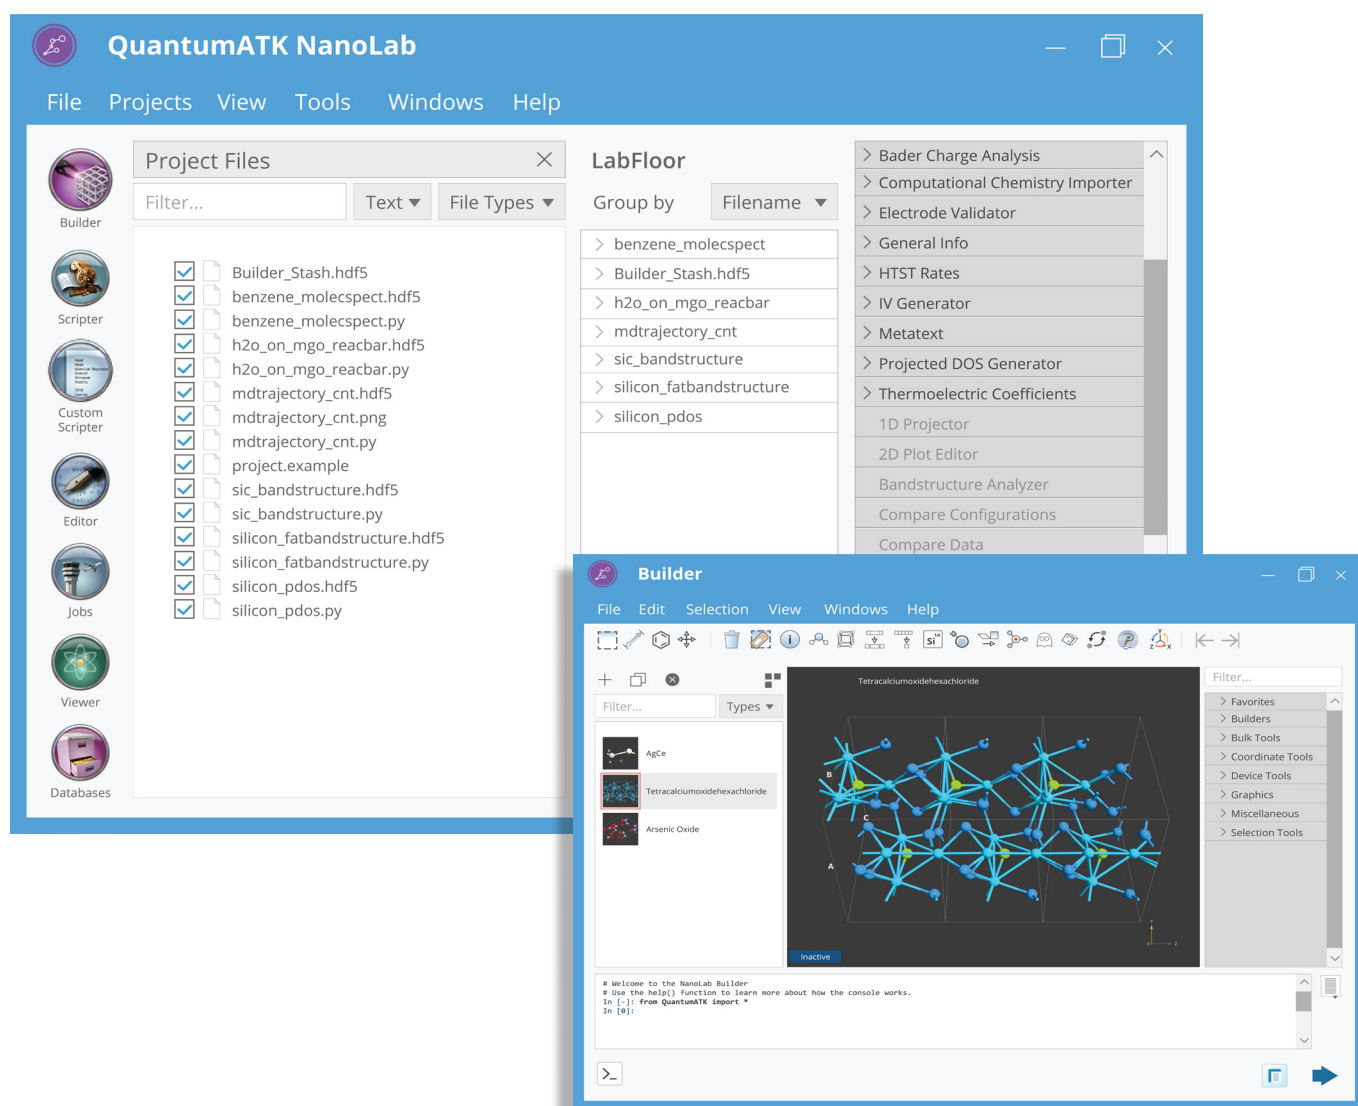 QuantumATK NanoLab
File Projects View Tools Windows Help
Builder
Scripter
Custom
Scripter
Editor
Jobs
Viewer
Databases
Project Files
Filter...
Text
File Types
Builder_Stash.hdf5
benzene_molecspect.hdf5
benzene_molecspect.py
h2o_on_mgo_reacbar.hdf5
h2o_on_mgo_reacbar.py
mdtrajectory_cnt.hdf5
mdtrajectory_cnt.png
mdtrajectory_cnt.py
project.example
sic_bandstructure.hdf5
sic_bandstructure.py
silicon_fatbandstructure.hdf5
silicon_fatbandstructure.py
silicon_pdos.hdf5
silicon_pdos.py
LabFloor
Group by
Filename
benzene_molecspect
Builder_Stash.hdf5
h2o_on_mgo_reacbar
mdtrajectory_cnt
sic_bandstructure
silicon_fatbandstructure
silicon_pdos
Bader Charge Analysis
Computational Chemistry Importer
Electrode Validator
General Info
HTST Rates
IV Generator
Metatext
Projected DOS Generator
Thermoelectric Coefficients
1D Projector
2D Plot Editor
Bandstructure Analyzer
Compare Configurations
Compare Data
Builder
File Edit Selection View Windows Help
Si 14
Filter...
Types
AgCe
Tetracalciumoxidehexachloride
Arsenic Oxide
Tetracalciumoxidehexachloride
B
C
A
Inactive
Filter...
Favorites
Builders
Bulk Tools
Coordinate Tools
Device Tools
Graphics
Miscellaneous
Selection Tools
# Welcome to the NanoLab Builder
# Use the help() function to learn more about how the console works.
In [-]: from QuantumATK import *
In [0]: